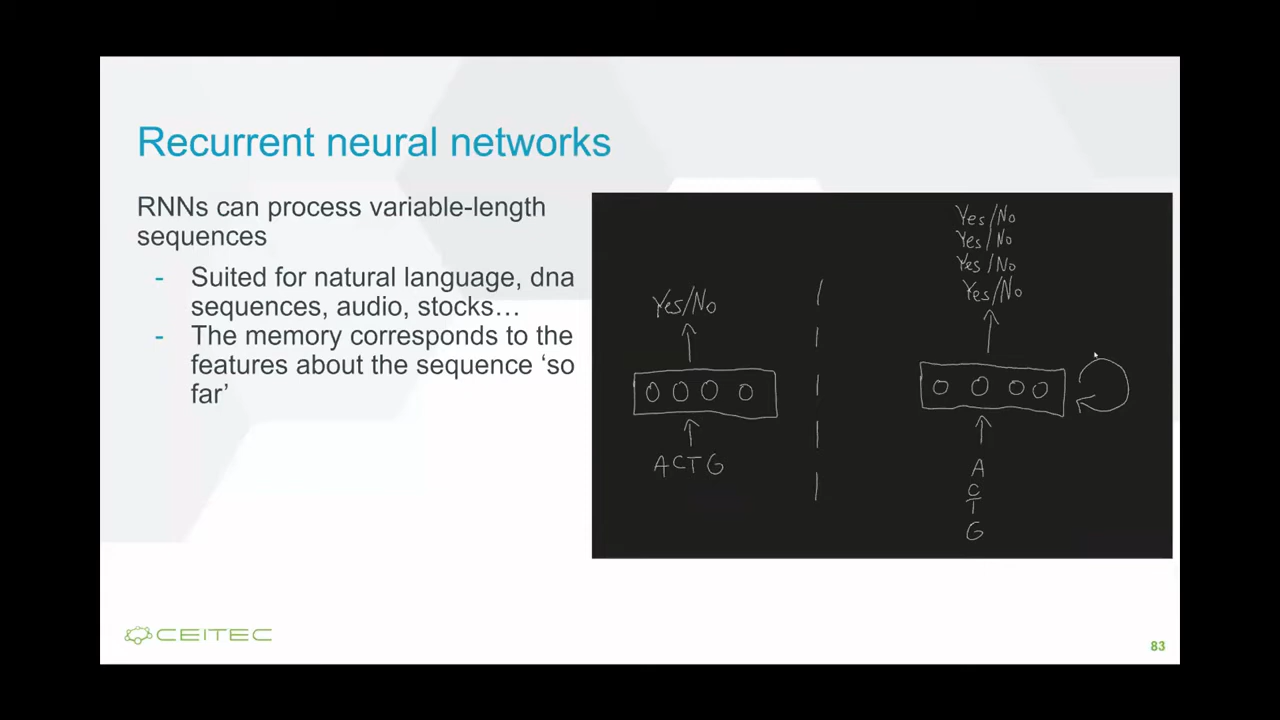 Recurrent neural networks
RNNs can process variable-length
sequences
- Suited for natural language, dna
sequences, audio, stocks…
- The memory corresponds to the
features about the sequence ‘so
far’
Yes/No
ACTG
Yes/No
Yes/No
Yes/No
Yes/No
A
C
T
G
CEITEC
83